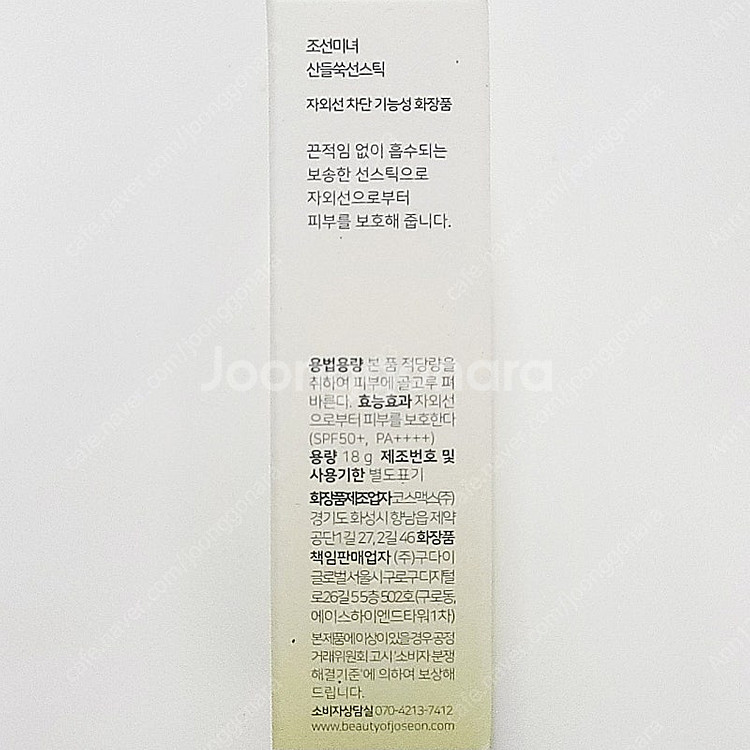 조선미녀
산들쑥선스틱
자외선 차단 기능성 화장품
끈적임 없이 흡수되는
보송한 선스틱으로
자외선으로부터
피부를 보호해 줍니다.
용법용량 본 품 적당량을
취하여 피부에 골고루 펴
바른다. 효능효과 자외선
으로부터 피부를 보호한다
(SPF50+, PA++++)
용량 18 g 제조번호 및
사용기한 별도표기
화장품제조업자 코스맥스(주)
경기도 화성시 향남읍 제약
공단1길 27, 2길 46 화장품
책임판매업자 (주)구다이
글로벌 서울시 구로구 디지털
로26길 5 5층 502호 (구로동,
에이스하이엔드타워 1차)
본 제품에 이상이 있을 경우 공정
거래위원회 고시 '소비자 분쟁
해결기준'에 의하여 보상해
드립니다.
소비자상담실 070-4213-7412
www.beautyofjoseon.com
Joonggonara
cafe.naver.com/joonggonara